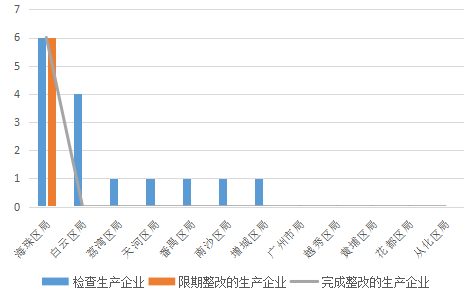 7
6
5
4
3
2
1
0
海珠区局
白云区局
荔湾区局
天河区局
番禺区局
南沙区局
增城区局
广州市局
越秀区局
黄埔区局
花都区局
从化区局
检查生产企业 限期整改的生产企业 完成整改的生产企业